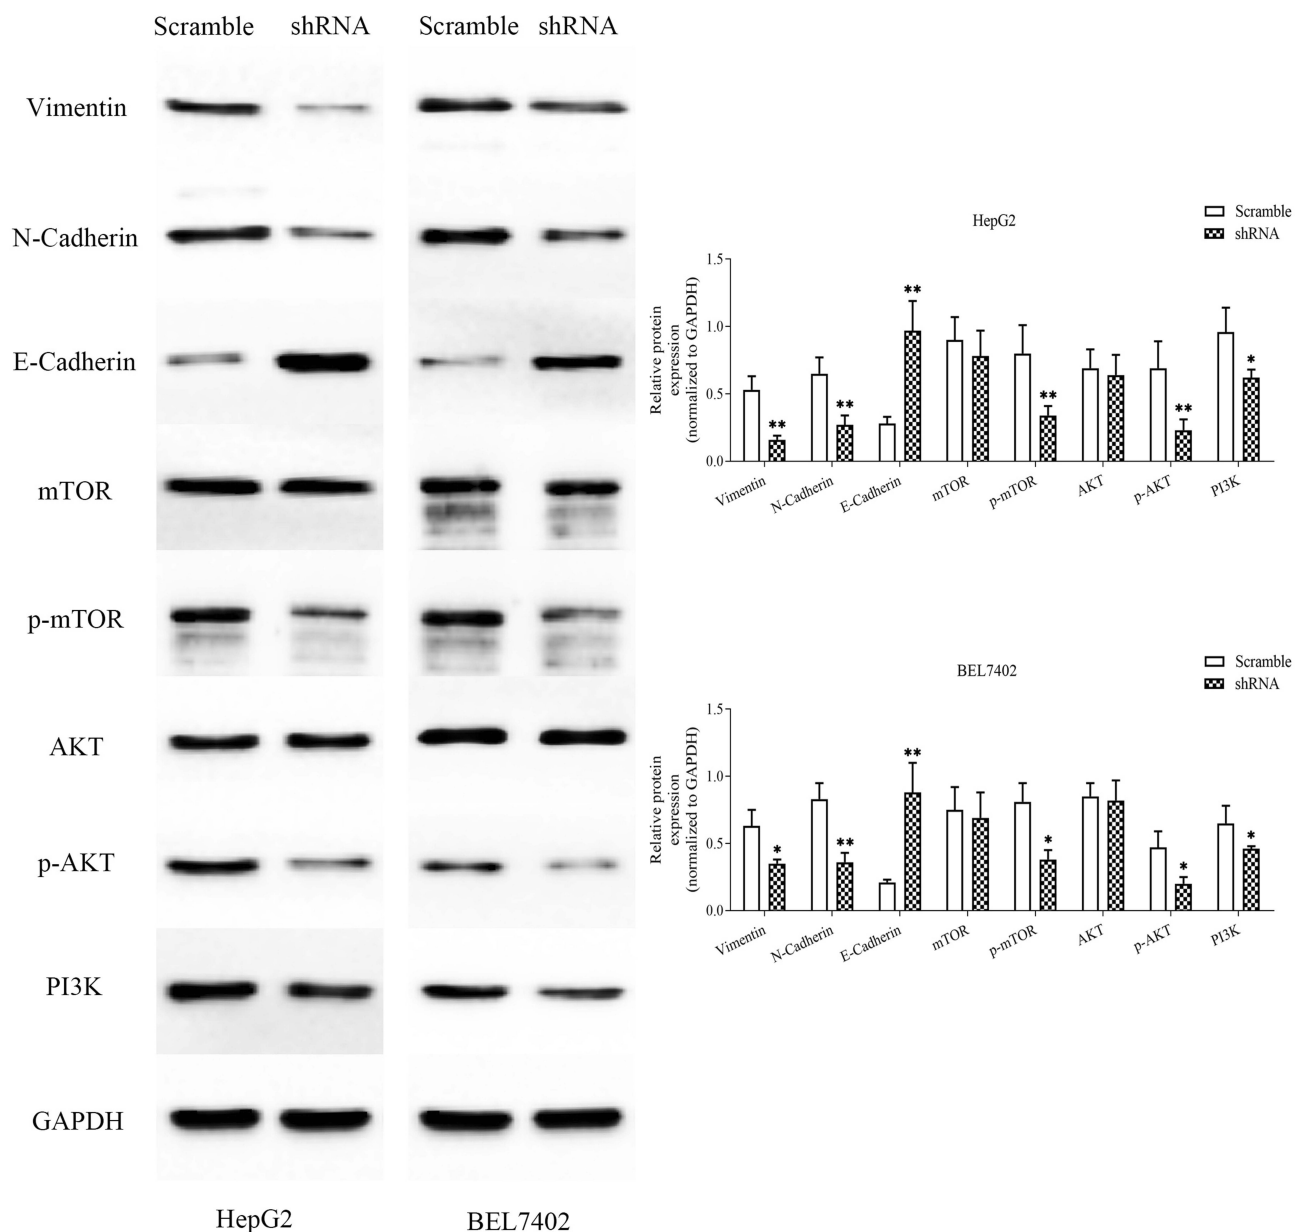 Scramble shRNA Scramble shRNA
Vimentin
N-Cadherin
E-Cadherin
mTOR
p-mTOR
AKT
p-AKT
PI3K
GAPDH
HepG2 BEL7402
HepG2
Scramble
shRNA
Relative protein
expression
(normalized to GAPDH)
1.5
1.0
0.5
0.0
** ** ** ** ** *
Vimentin N-Cadherin E-Cadherin mTOR p-mTOR AKT p-AKT PI3K
BEL7402
Scramble
shRNA
Relative protein
expression
(normalized to GAPDH)
1.5
1.0
0.5
0.0
* ** ** * * *
Vimentin N-Cadherin E-Cadherin mTOR p-mTOR AKT p-AKT PI3K